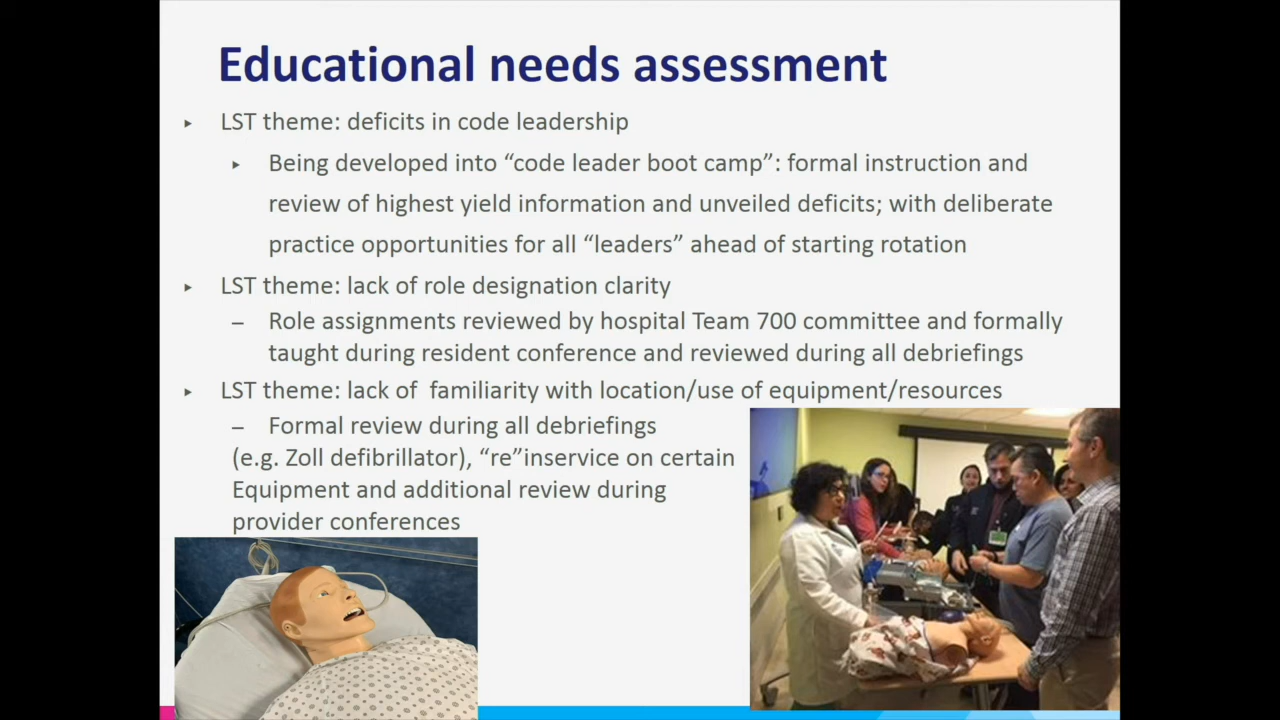 Educational needs assessment
LST theme: deficits in code leadership
Being developed into “code leader boot camp”: formal instruction and
review of highest yield information and unveiled deficits; with deliberate
practice opportunities for all “leaders” ahead of starting rotation
LST theme: lack of role designation clarity
– Role assignments reviewed by hospital Team 700 committee and formally
taught during resident conference and reviewed during all debriefings
LST theme: lack of  familiarity with location/use of equipment/resources
– Formal review during all debriefings
(e.g. Zoll defibrillator), “re”inservice on certain
Equipment and additional review during
provider conferences